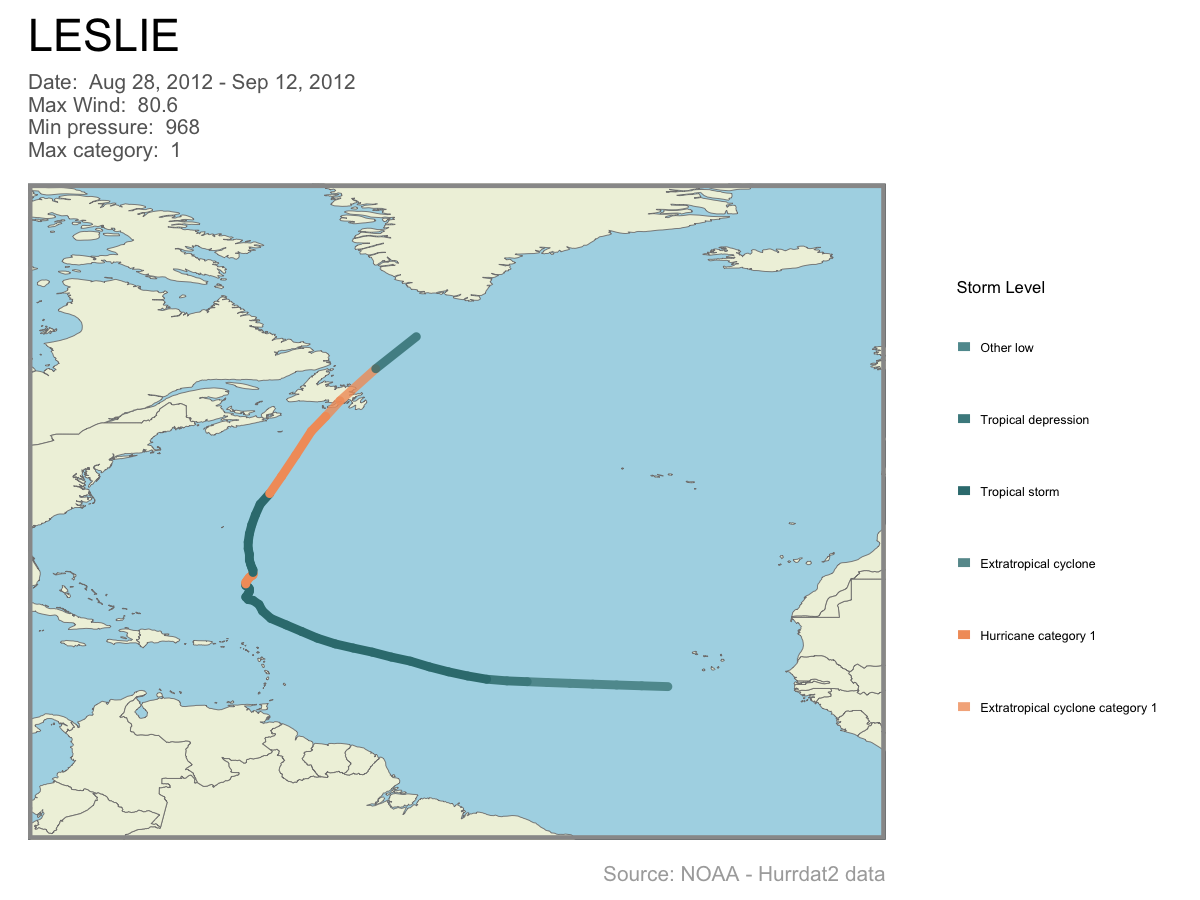 LESLIE
Date:  Aug 28, 2012 - Sep 12, 2012
Max Wind:  80.6
Min pressure:  968
Max category:  1
Storm Level
Other low
Tropical depression
Tropical storm
Extratropical cyclone
Hurricane category 1
Extratropical cyclone category 1
Source: NOAA - Hurrdat2 data